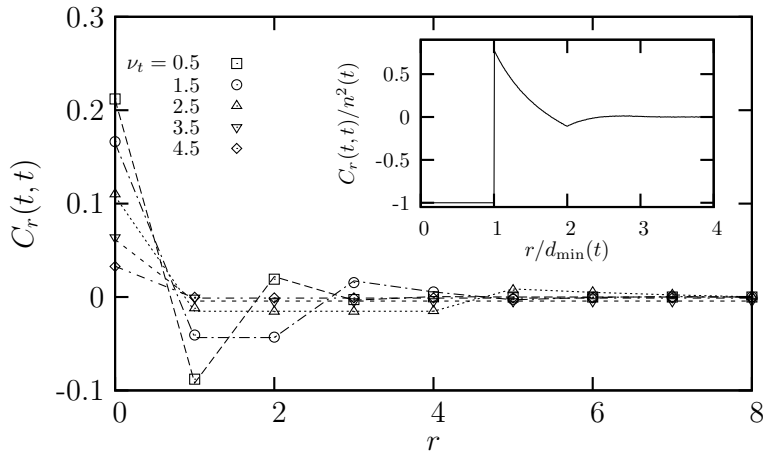 0.3
0.2
0.1
0
-0.1
C_r(t, t)
ν_t = 0.5
1.5
2.5
3.5
4.5
1
0.5
0
-0.5
-1
C_r(t, t)/n²(t)
0 1 2 3 4
r/d_min(t)
0 2 4 6 8
r